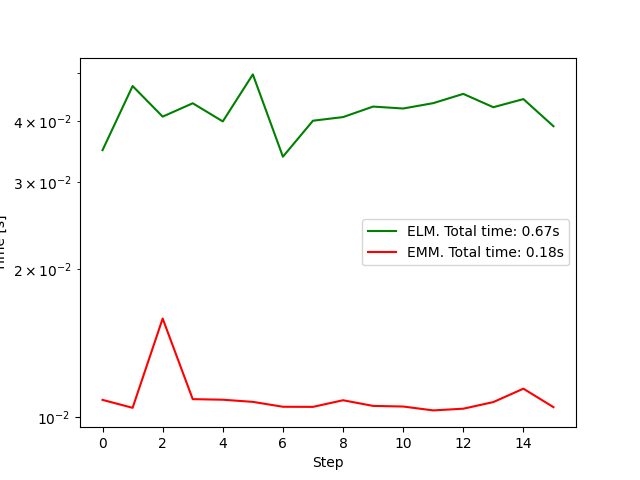 4 × 10⁻²
3 × 10⁻²
2 × 10⁻²
10⁻²
Time [s]
ELM. Total time: 0.67s
EMM. Total time: 0.18s
0 2 4 6 8 10 12 14
Step